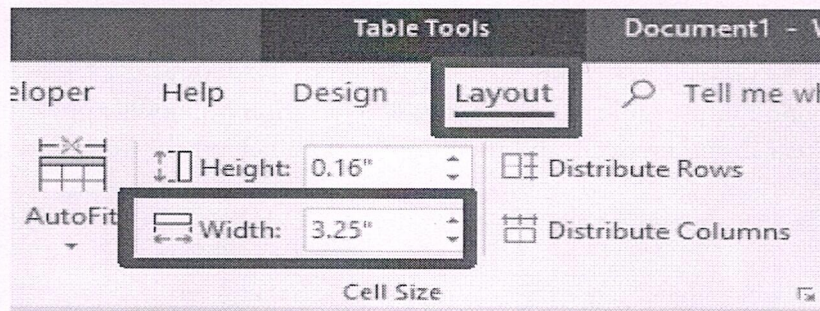 Table Tools Document1 -
eloper Help Design Layout Tell me wh
Height: 0.16" Distribute Rows
AutoFit Width: 3.25" Distribute Columns
Cell Size